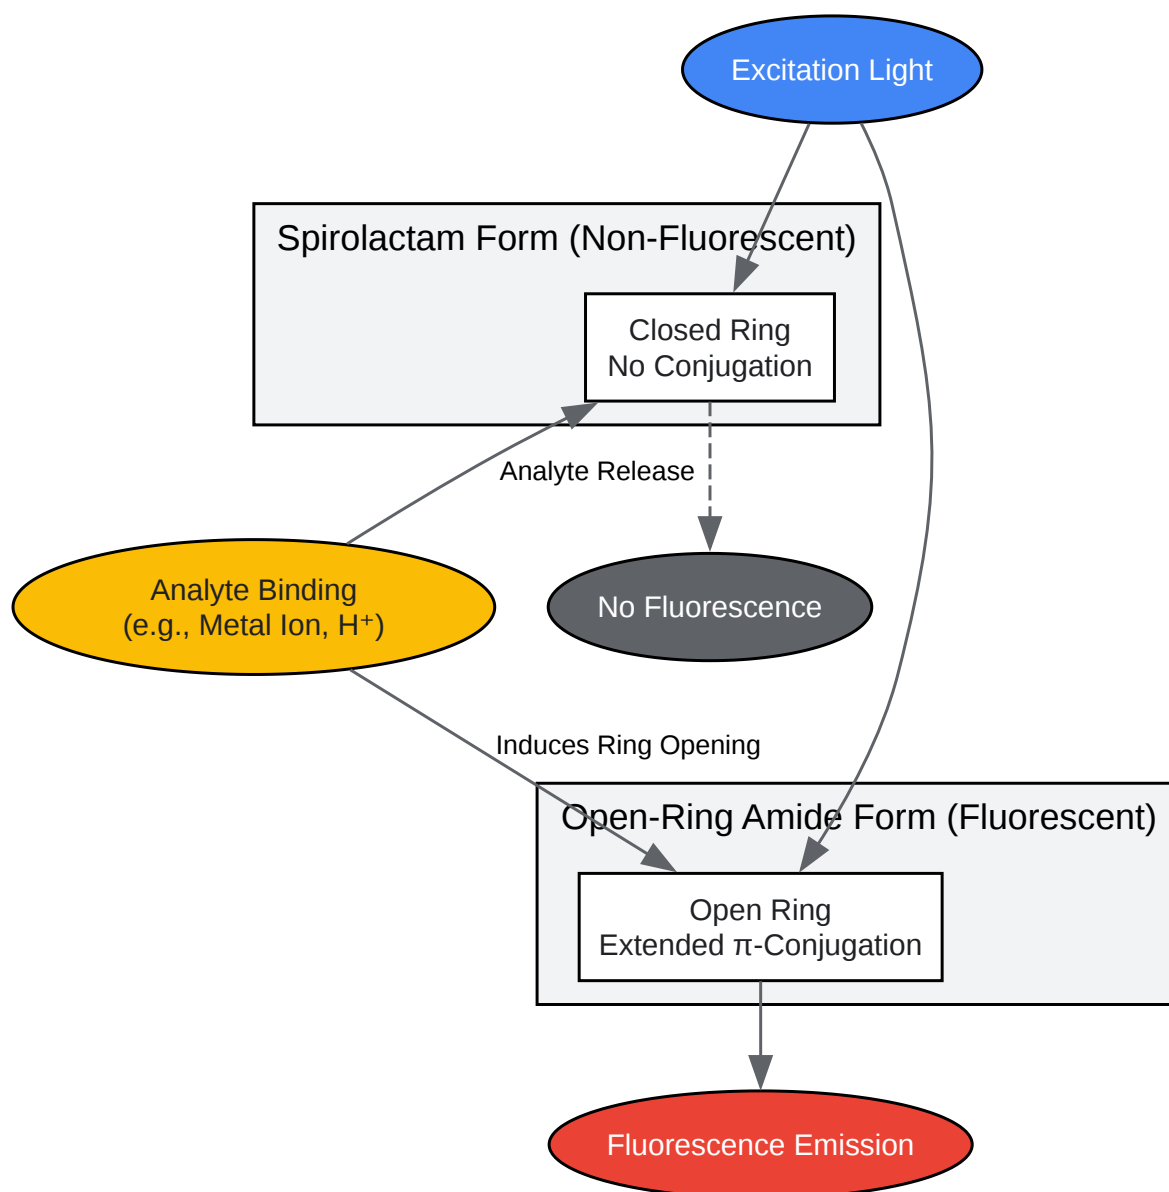 Excitation Light
Spirolactam Form (Non-Fluorescent)
Closed Ring
No Conjugation
Analyte Release
Analyte Binding
(e.g., Metal Ion, H⁺)
No Fluorescence
Induces Ring Opening
Open-Ring Amide Form (Fluorescent)
Open Ring
Extended π-Conjugation
Fluorescence Emission